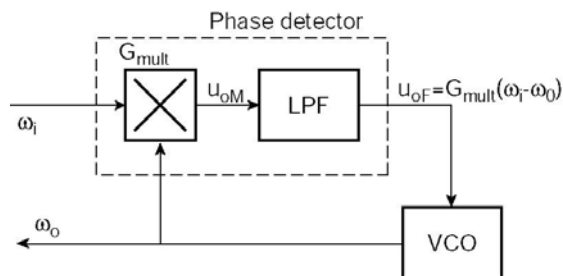 Phase detector
G_mult
u_oM
LPF
u_oF=G_mult(ω_i-ω_0)
ω_i
ω_o
VCO